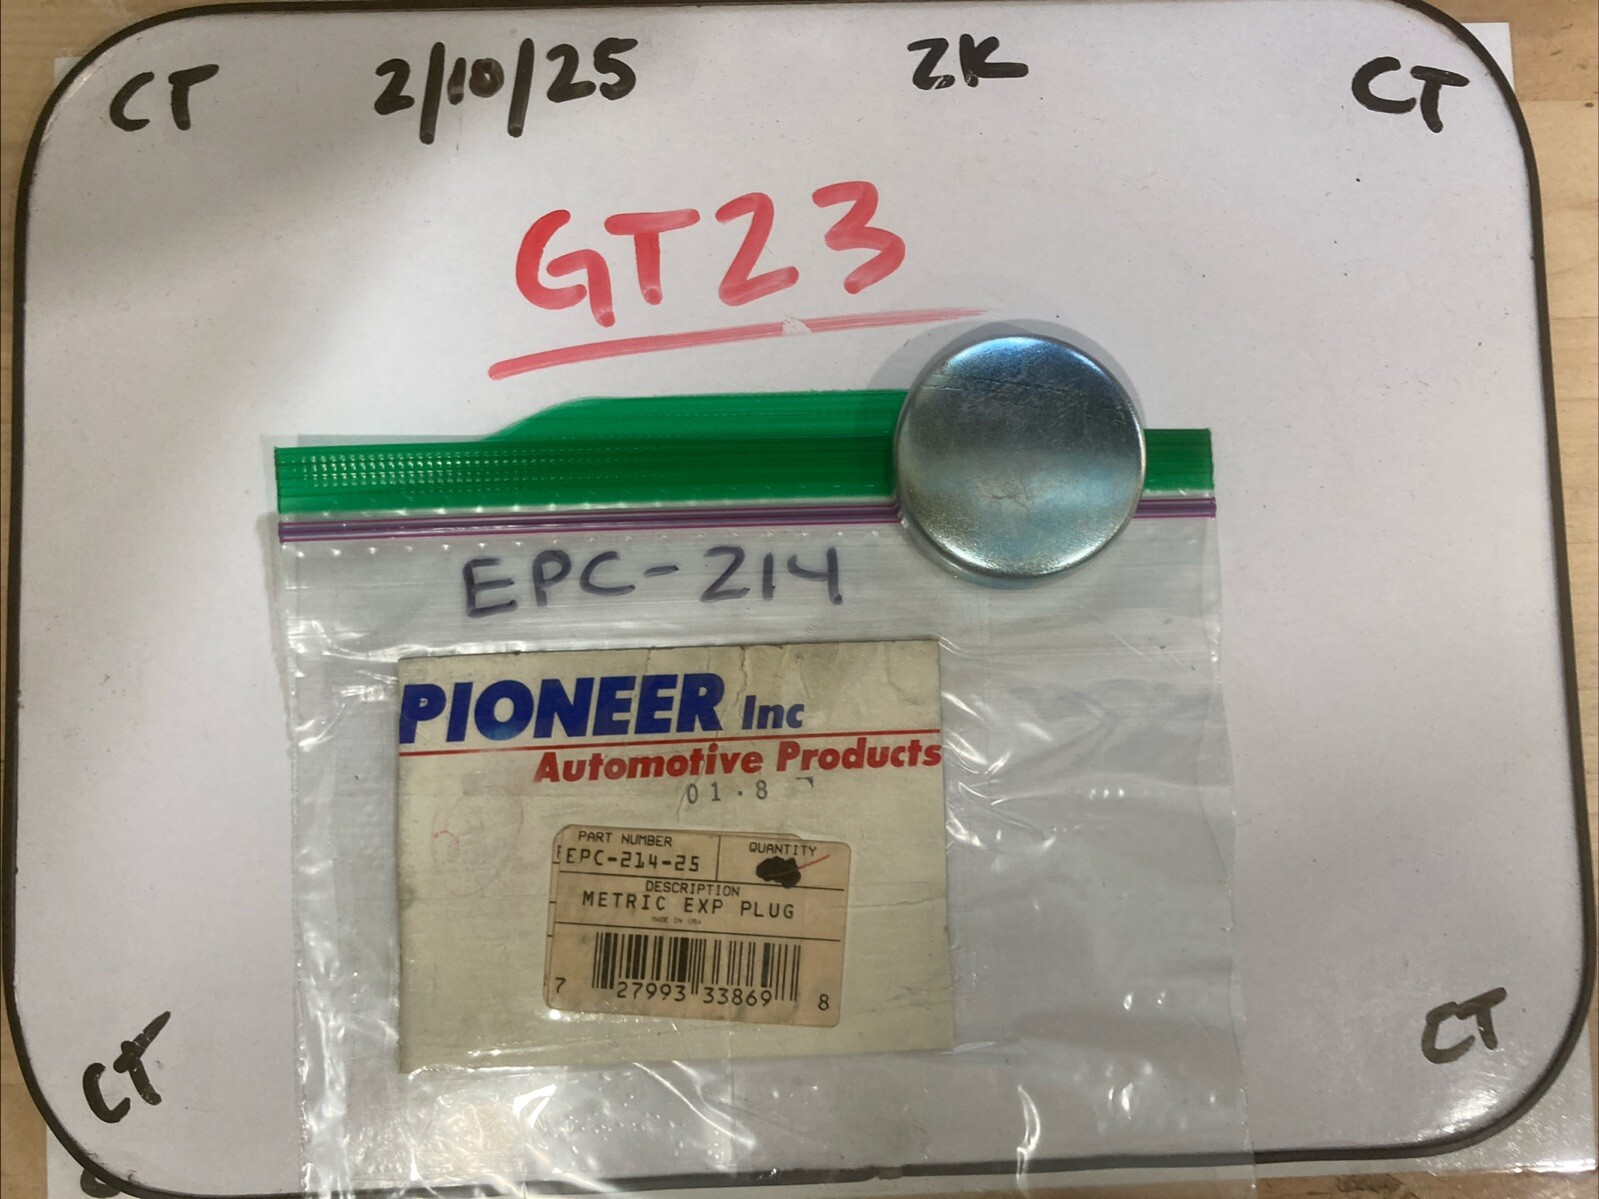 CT 2/10/25 ZK CT
GT23
EPC-214
PIONEER Inc
Automotive Products
01.8
PART NUMBER QUANTITY
EPC-214-25
DESCRIPTION
METRIC EXP PLUG
MADE IN USA
7 27993 33869 8
CT CT